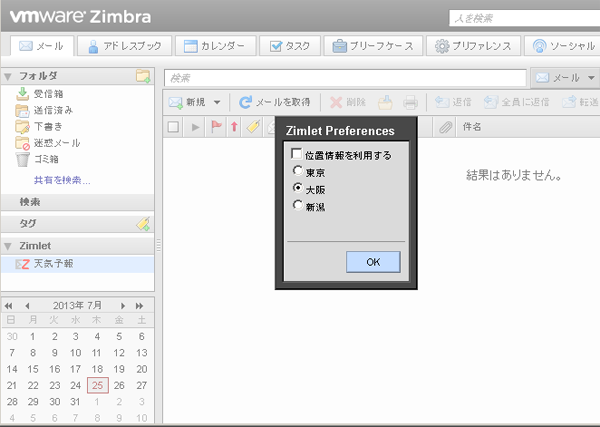 vmware Zimbra
人を検索
メール
アドレスブック
カレンダー
タスク
ブリーフケース
プリファレンス
ソーシャル
フォルダ
受信箱
送信済み
下書き
迷惑メール
ゴミ箱
共有を検索...
検索
タグ
Zimlet
天気予報
検索
メール
新規
メールを取得
削除
返信
全員に返信
転送
件名
結果はありません。
Zimlet Preferences
位置情報を利用する
東京
大阪
新潟
OK
2013年 7月
日 月 火 水 木 金 土
30 1 2 3 4 5 6
7 8 9 10 11 12 13
14 15 16 17 18 19 20
21 22 23 24 25 26 27
28 29 30 31 1 2 3
4 5 6 7 8 9 10